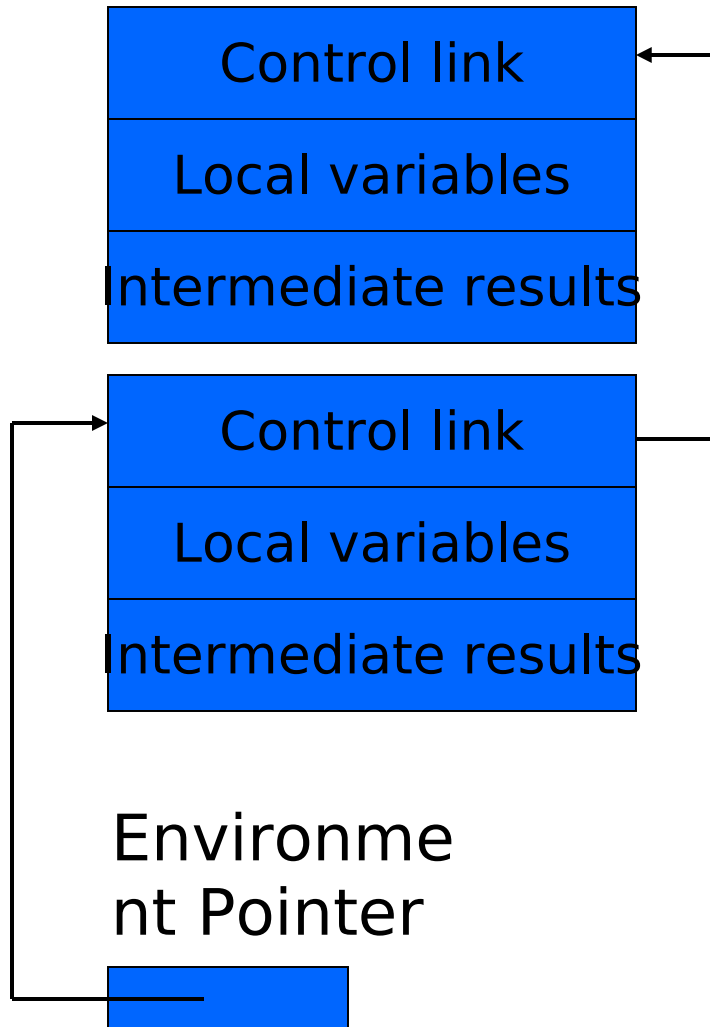 Control link
Local variables
Intermediate results
Control link
Local variables
Intermediate results
Environme
nt Pointer